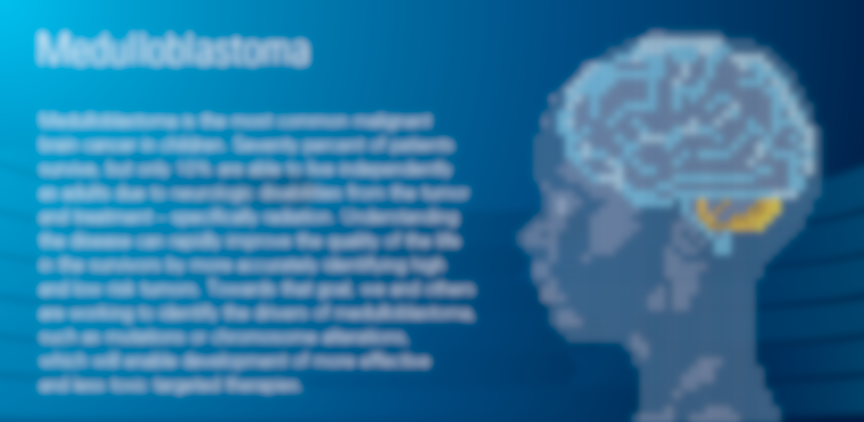 Medulloblastoma
Medulloblastoma is the most common malignant
brain cancer in children. Seventy percent of patients
survive, but only 10% are able to live independently
as adults due to neurologic disabilities from the tumor
and treatment – specifically radiation. Understanding
the disease can rapidly improve the quality of the life
in the survivors by more accurately identifying high
and low risk tumors. Towards that goal, we and others
are working to identify the drivers of medulloblastoma,
such as mutations or chromosome alterations,
which will enable development of more effective
and less toxic targeted therapies.